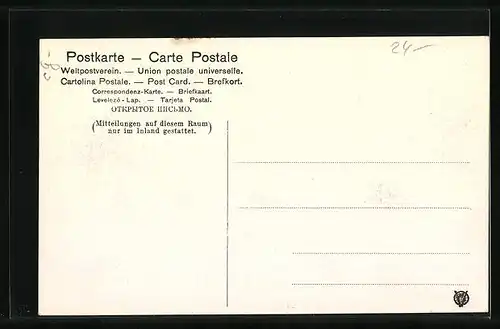 24-
Postkarte – Carte Postale
Weltpostverein. — Union postale universelle.
Cartolina Postale. — Post Card. — Brefkort.
Correspondenz-Karte. — Briefkaart.
Levelező-Lap. — Tarjeta Postal.
ОТКРЫТОЕ ПИСЬМО.
(Mitteilungen auf diesem Raum)
nur im Inland gestattet.